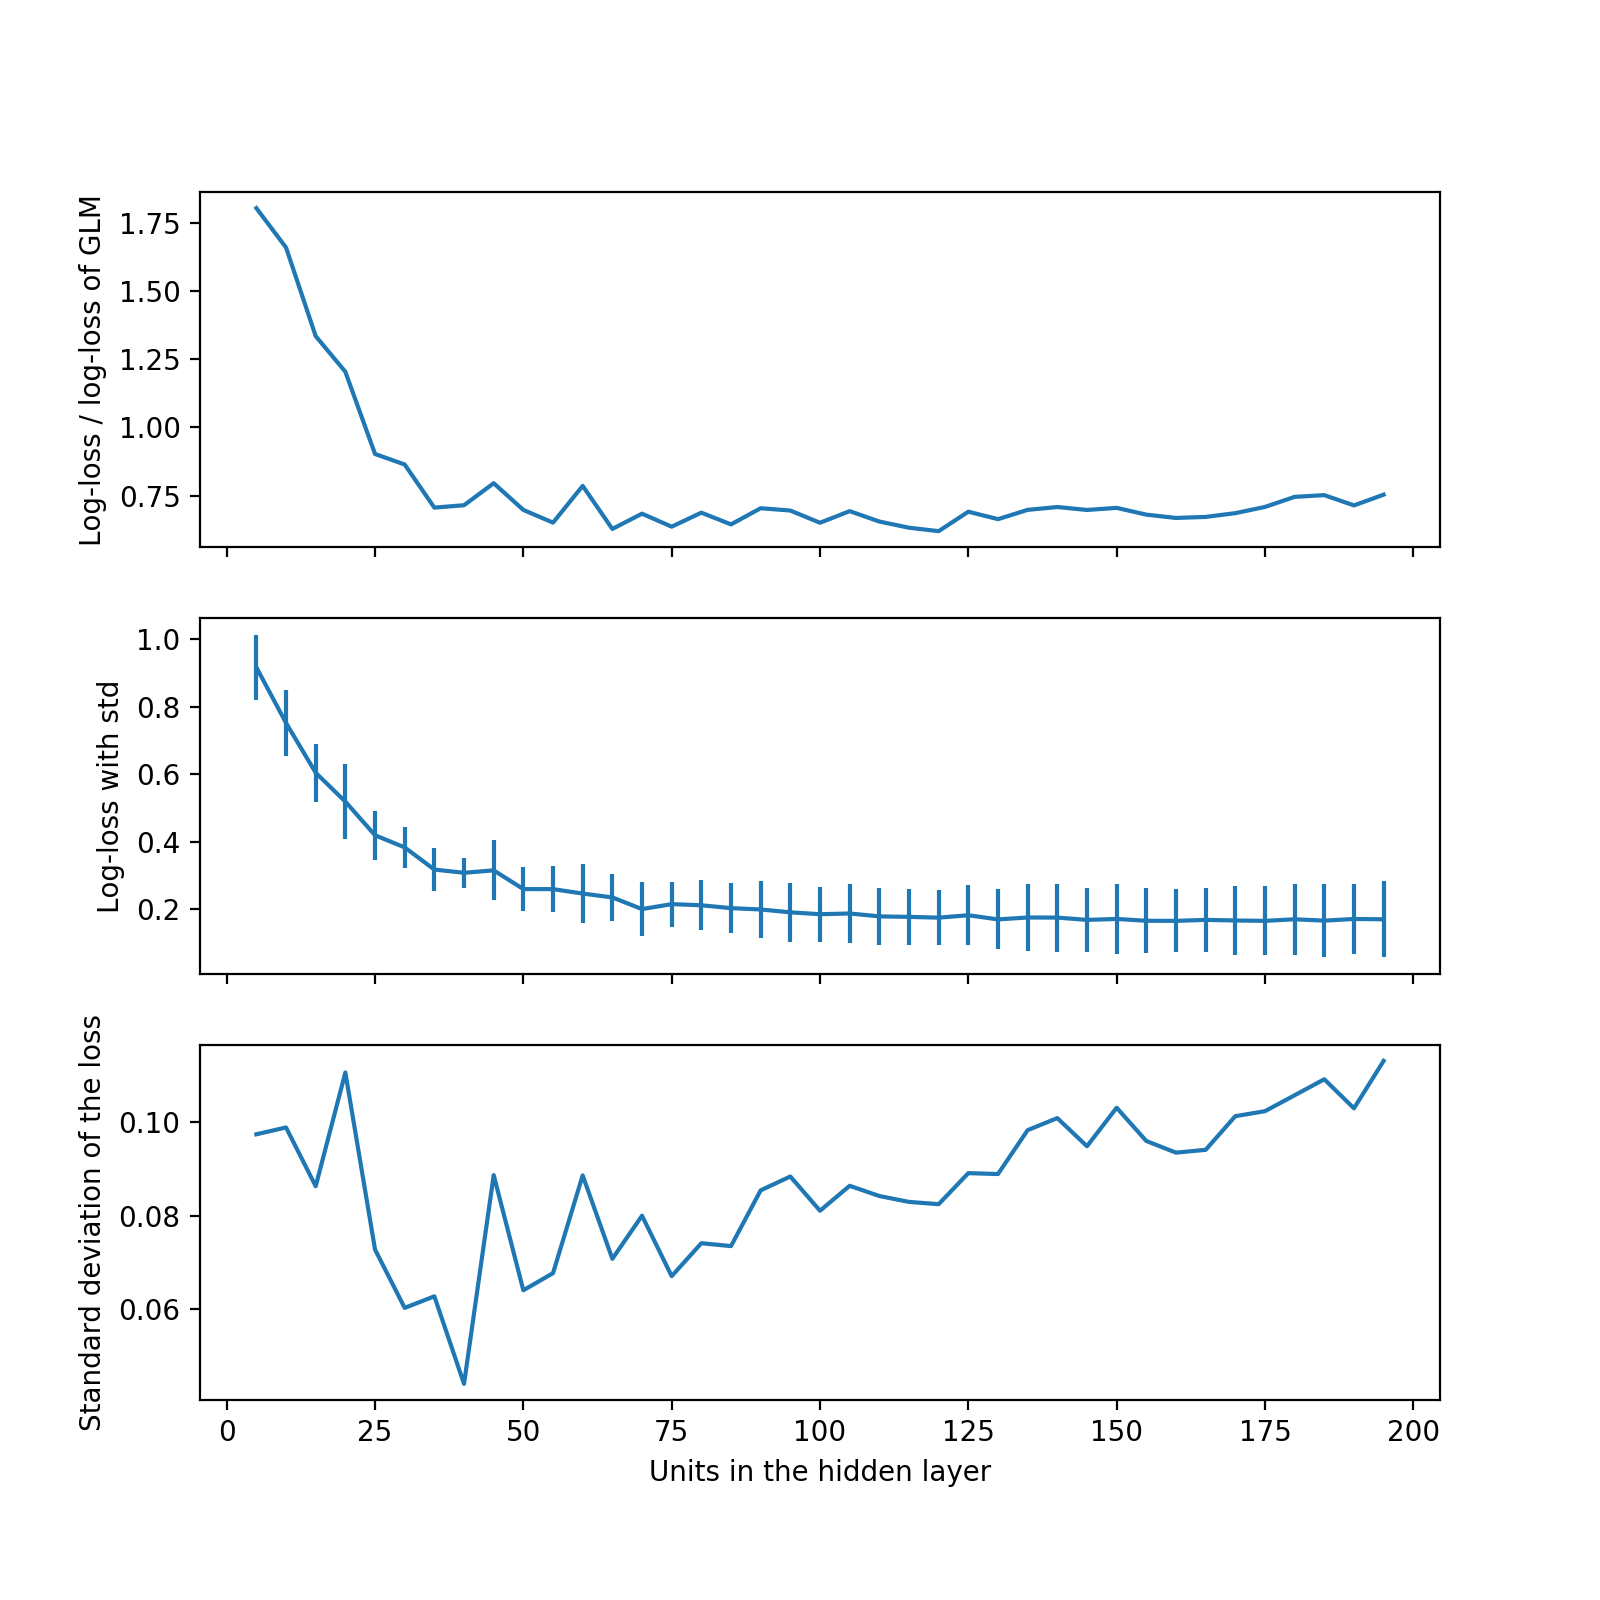 Log-loss / log-loss of GLM
1.75
1.50
1.25
1.00
0.75
Log-loss with std
1.0
0.8
0.6
0.4
0.2
Standard deviation of the loss
0.10
0.08
0.06
0 25 50 75 100 125 150 175 200
Units in the hidden layer